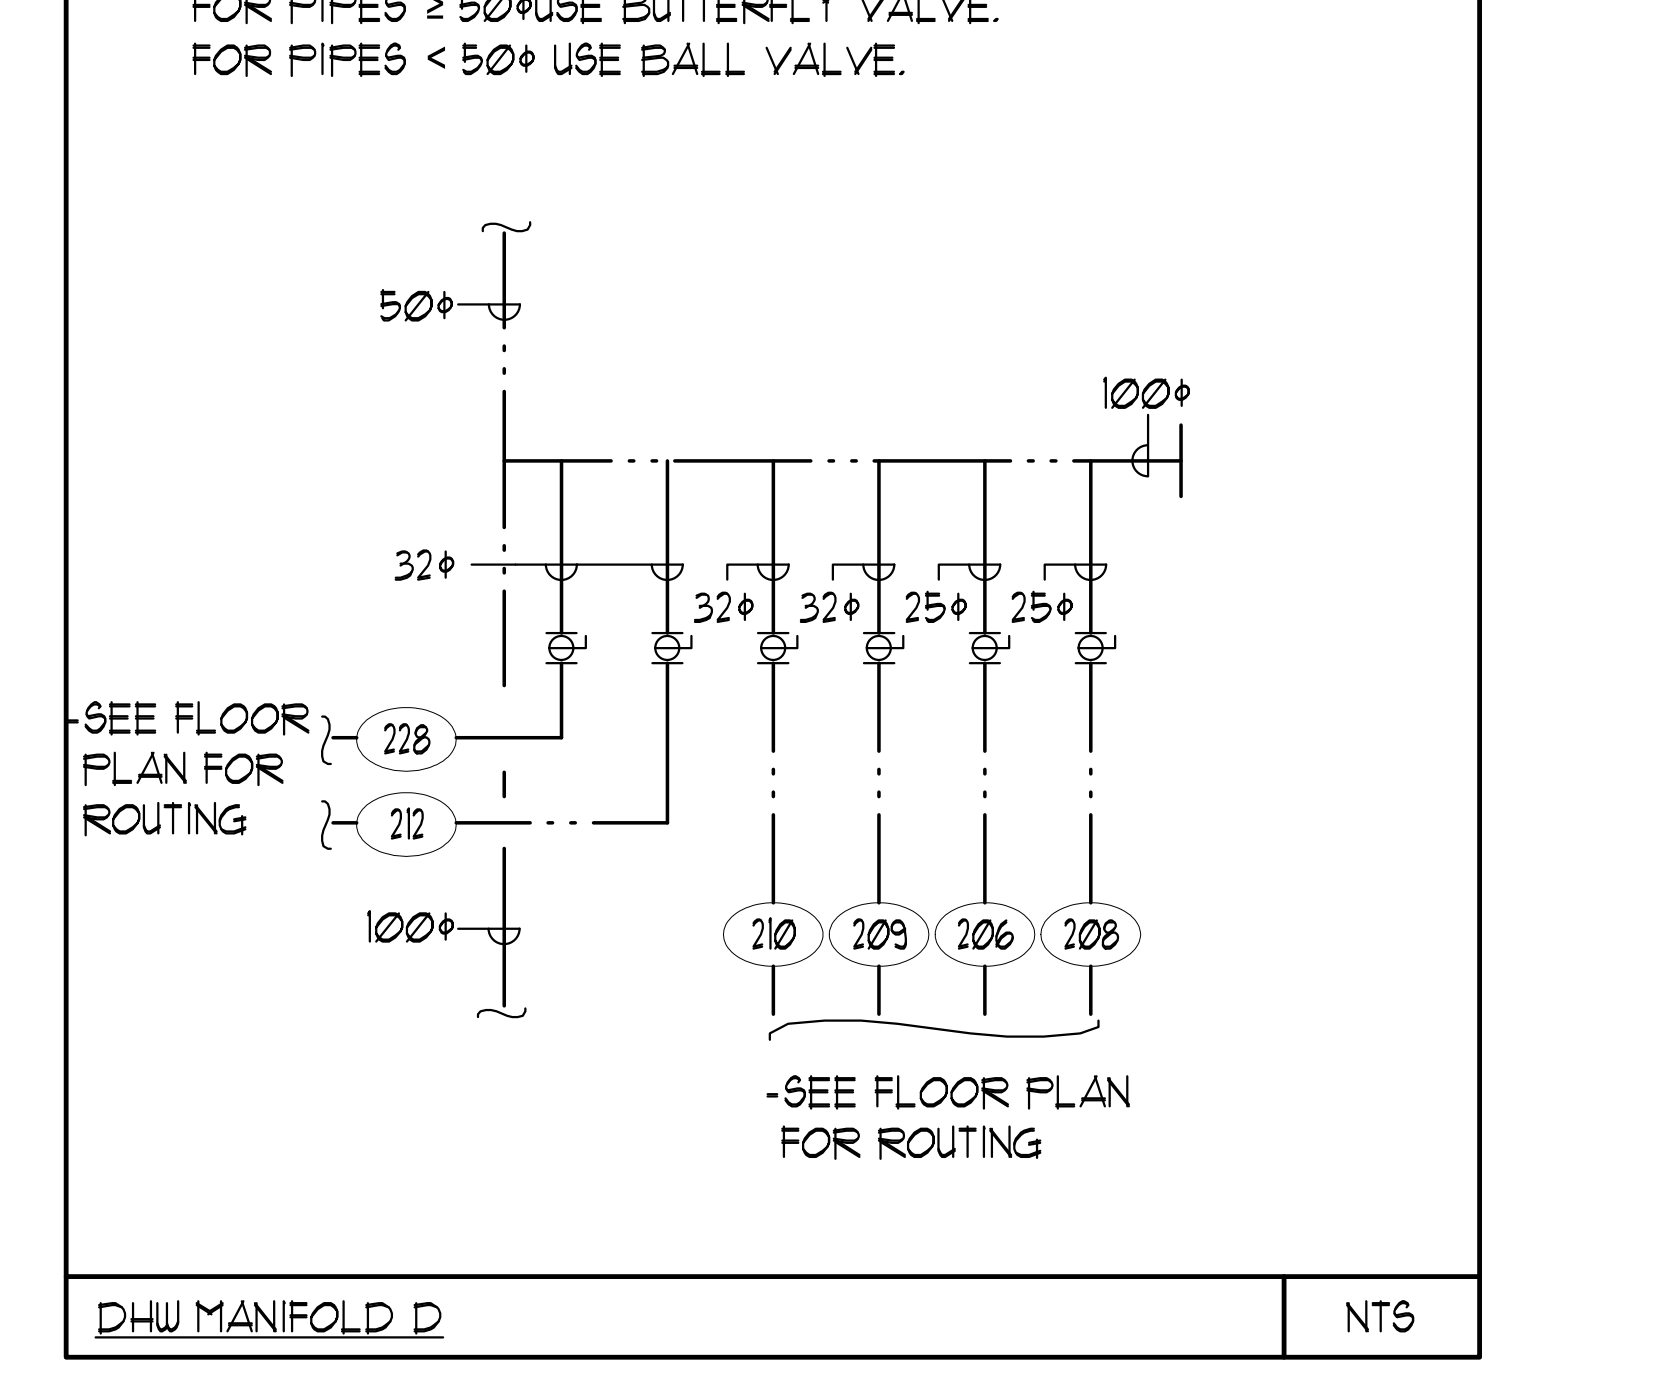 FOR PIPES ≥ 50φUSE BUTTERFLY VALVE.
FOR PIPES < 50φ USE BALL VALVE.
50φ
100φ
32φ
32φ 32φ 25φ 25φ
-SEE FLOOR
PLAN FOR
ROUTING
228
212
100φ
210 209 206 208
-SEE FLOOR PLAN
FOR ROUTING
DHW MANIFOLD D
NTS